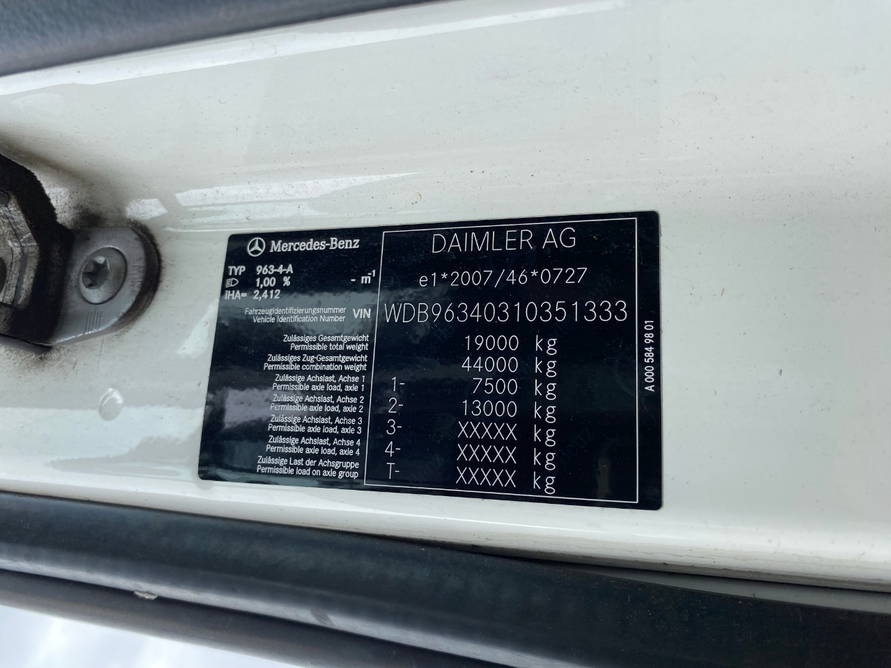 Mercedes-Benz
TYP 963-4-A
1,00 % - m⁻¹
IHA= 2,412
DAIMLER AG
e1*2007/46*0727
Fahrzeugidentifizierungsnummer
Vehicle Identification Number VIN WDB96340310351333
Zulässiges Gesamtgewicht
Permissible total weight 19000 kg
Zulässiges Zug-Gesamtgewicht
Permissible combination weight 44000 kg
Zulässige Achslast, Achse 1
Permissible axle load, axle 1 1- 7500 kg
Zulässige Achslast, Achse 2
Permissible axle load, axle 2 2- 13000 kg
Zulässige Achslast, Achse 3
Permissible axle load, axle 3 3- XXXXX kg
Zulässige Achslast, Achse 4
Permissible axle load, axle 4 4- XXXXX kg
Zulässige Last der Achsgruppe
Permissible load on axle group T- XXXXX kg
A 000 584 98 01